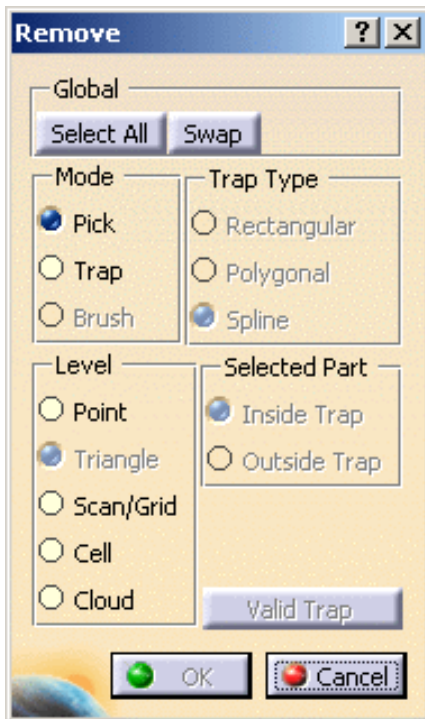 Remove
Global
Select All Swap
Mode
Pick
Trap
Brush
Trap Type
Rectangular
Polygonal
Spline
Level
Point
Triangle
Scan/Grid
Cell
Cloud
Selected Part
Inside Trap
Outside Trap
Valid Trap
OK Cancel